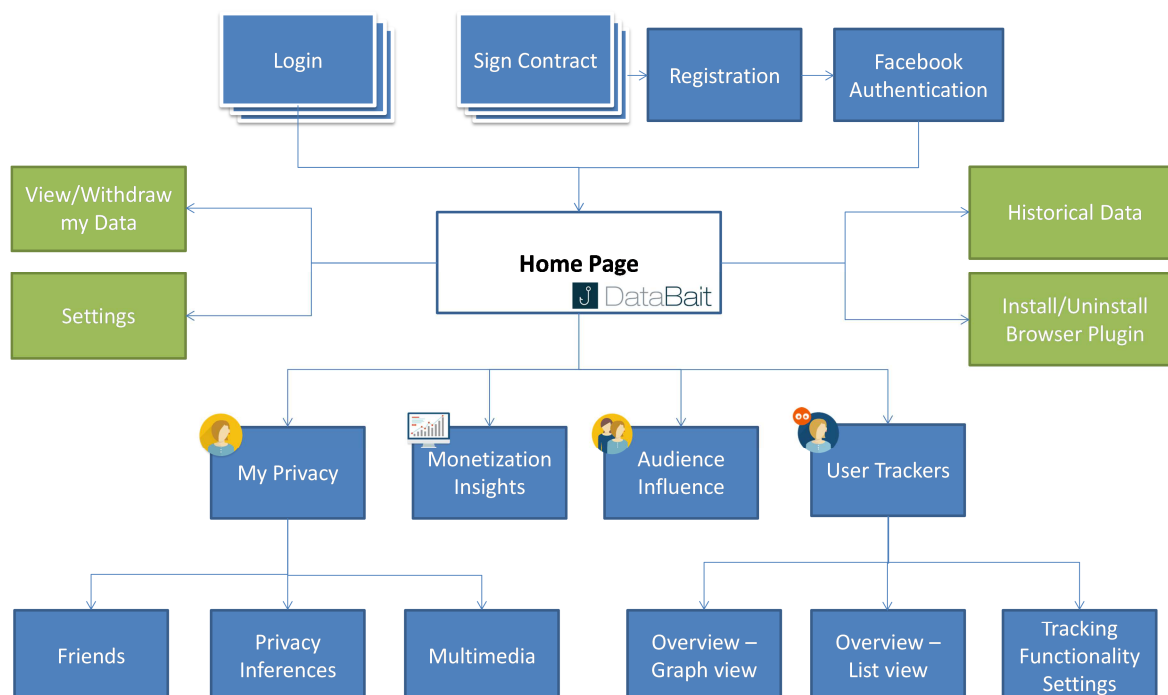 Login
Sign Contract
Registration
Facebook
Authentication
View/Withdraw
my Data
Settings
Home Page
DataBait
Historical Data
Install/Uninstall
Browser Plugin
My Privacy
Monetization
Insights
Audience
Influence
User Trackers
Friends
Privacy
Inferences
Multimedia
Overview –
Graph view
Overview –
List view
Tracking
Functionality
Settings